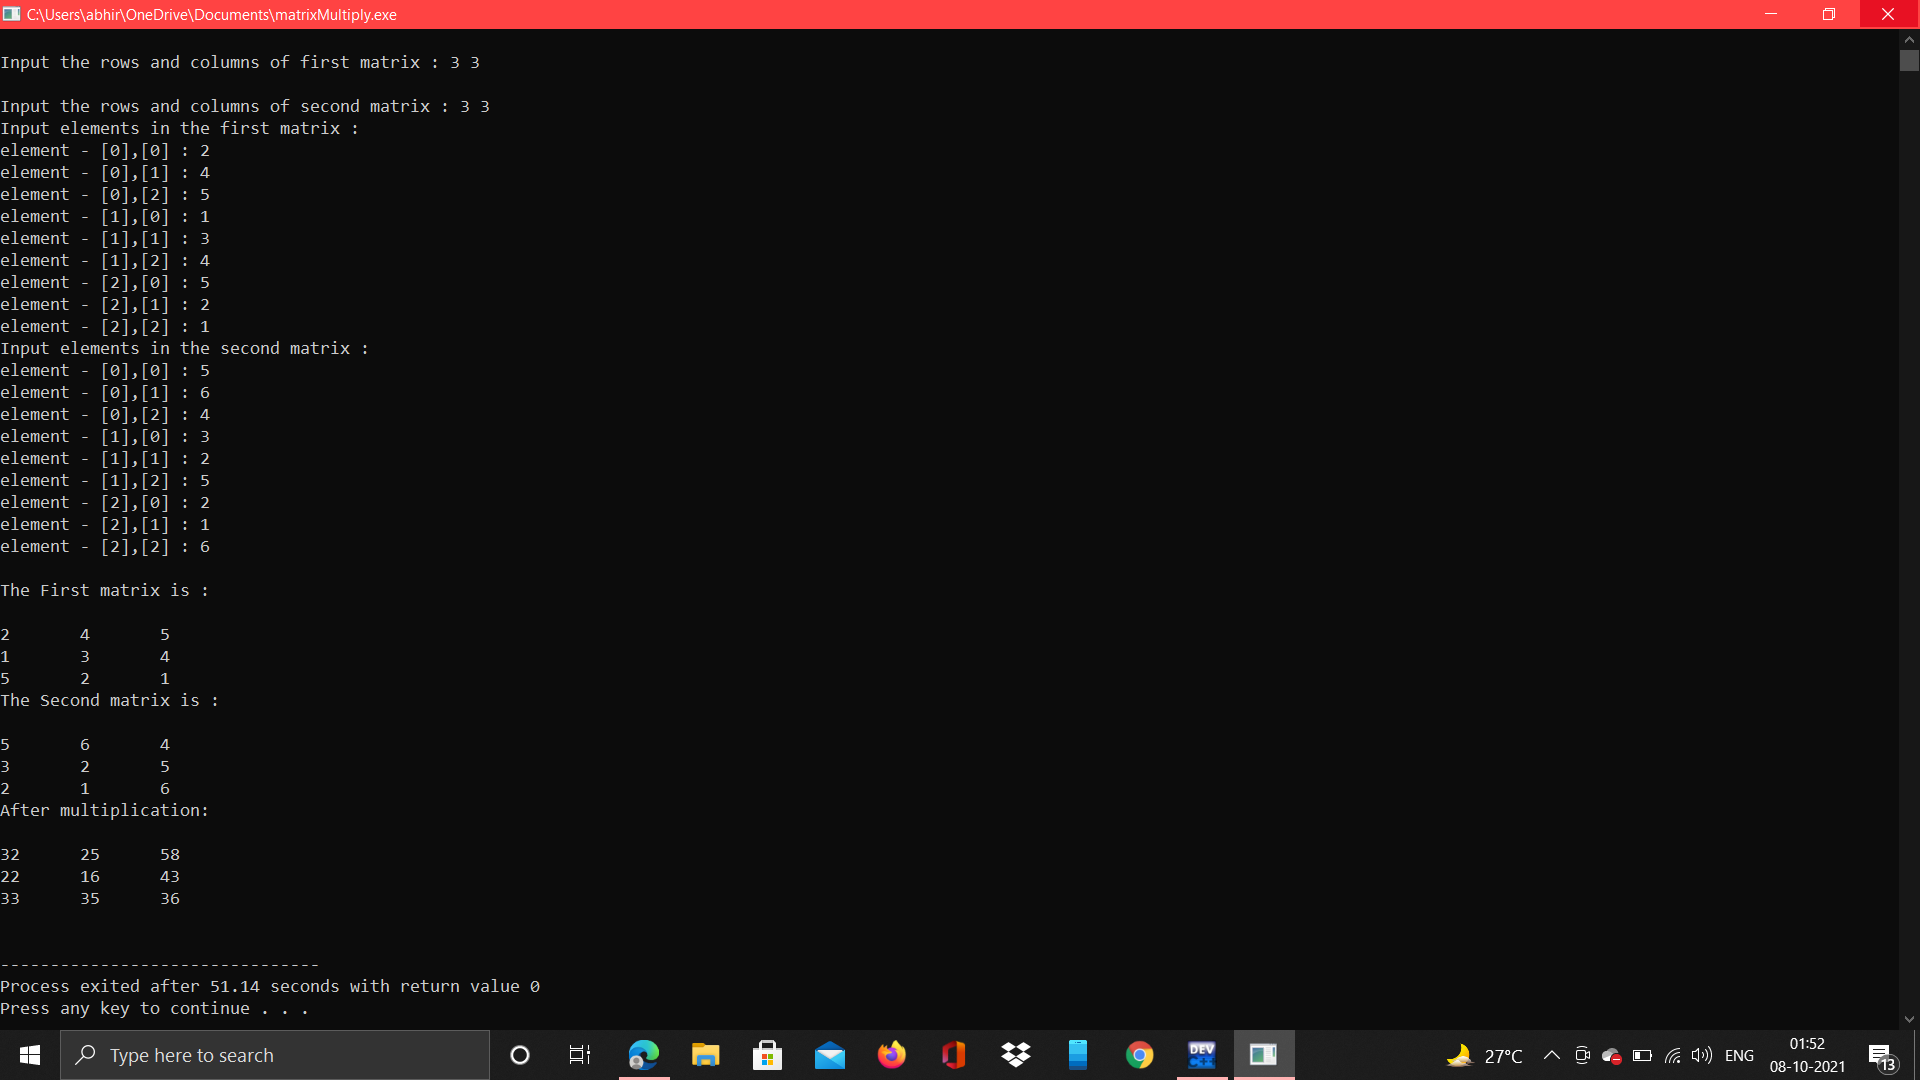 C:\Users\abhir\OneDrive\Documents\matrixMultiply.exe
Input the rows and columns of first matrix : 3 3
Input the rows and columns of second matrix : 3 3
Input elements in the first matrix :
element - [0],[0] : 2
element - [0],[1] : 4
element - [0],[2] : 5
element - [1],[0] : 1
element - [1],[1] : 3
element - [1],[2] : 4
element - [2],[0] : 5
element - [2],[1] : 2
element - [2],[2] : 1
Input elements in the second matrix :
element - [0],[0] : 5
element - [0],[1] : 6
element - [0],[2] : 4
element - [1],[0] : 3
element - [1],[1] : 2
element - [1],[2] : 5
element - [2],[0] : 2
element - [2],[1] : 1
element - [2],[2] : 6
The First matrix is :
2 4 5
1 3 4
5 2 1
The Second matrix is :
5 6 4
3 2 5
2 1 6
After multiplication:
32 25 58
22 16 43
33 35 36
--------------------------------
Process exited after 51.14 seconds with return value 0
Press any key to continue . . .
Type here to search
DEV C++
27°C
ENG
01:52
08-10-2021
13